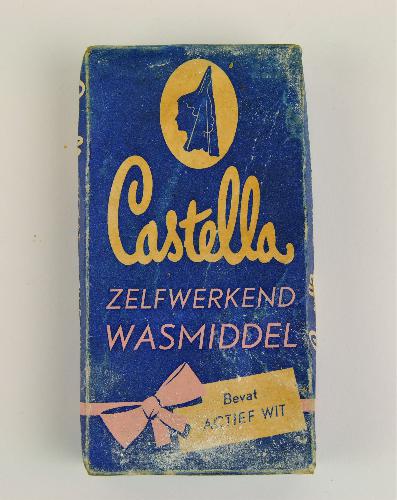 Castella
ZELFWERKEND
WASMIDDEL
Bevat
ACTIEF WIT